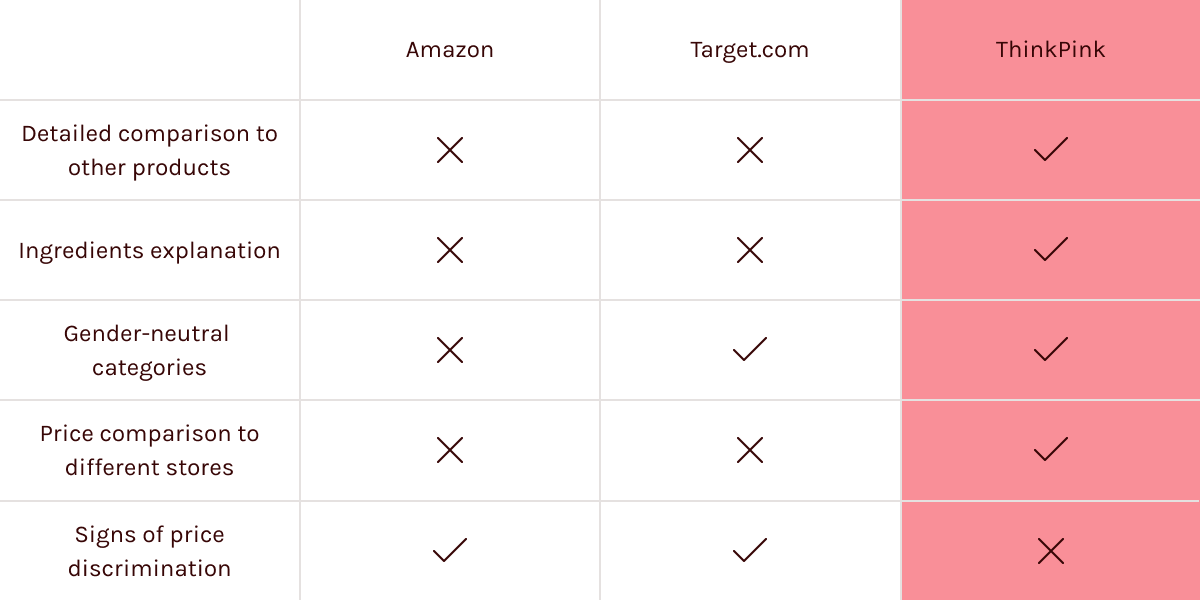 Amazon
Target.com
ThinkPink
Detailed comparison to
other products
Ingredients explanation
Gender-neutral
categories
Price comparison to
different stores
Signs of price
discrimination